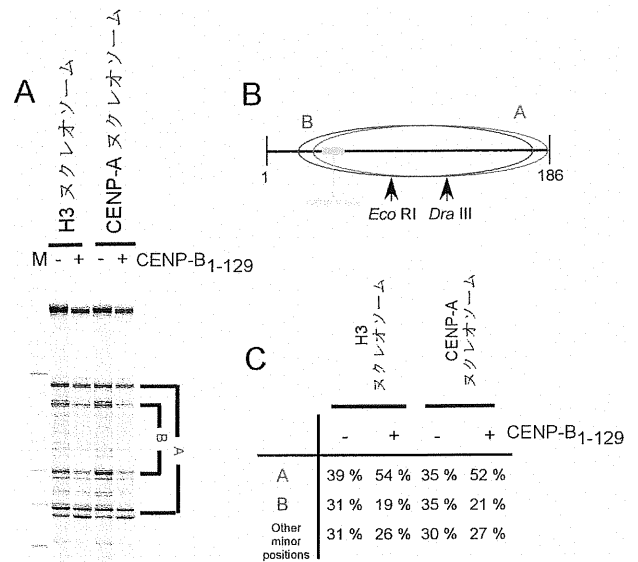 A
H3 ヌクレオソーム
CENP-A ヌクレオソーム
M - + - + CENP-B1-129
B
A
B
B A
1 186
Eco RI Dra III
C
H3 ヌクレオソーム
CENP-A ヌクレオソーム
- + - + CENP-B1-129
A 39 % 54 % 35 % 52 %
B 31 % 19 % 35 % 21 %
Other minor positions 31 % 26 % 30 % 27 %